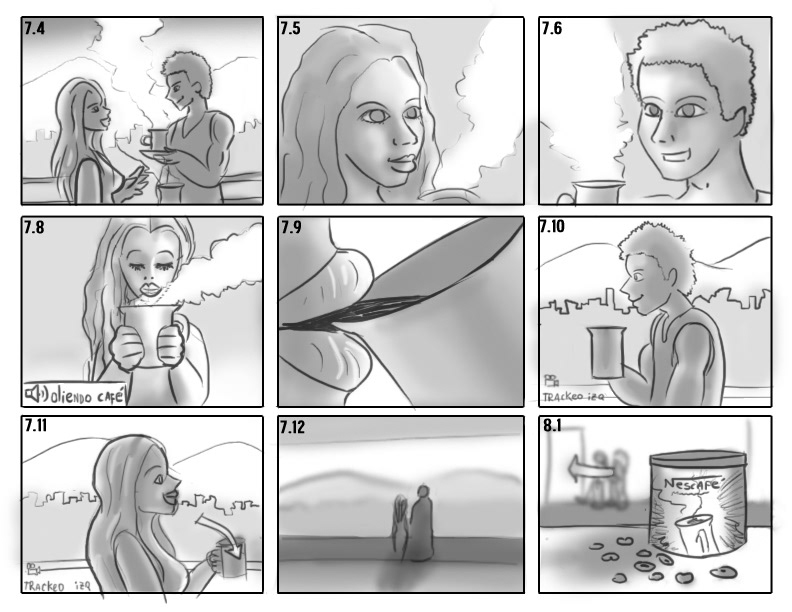 7.4
7.5
7.6
7.8
oliendo CAFÉ
7.9
7.10
TRACKEO izq
7.11
TRACKEO izq
7.12
8.1
NESCAFÉ